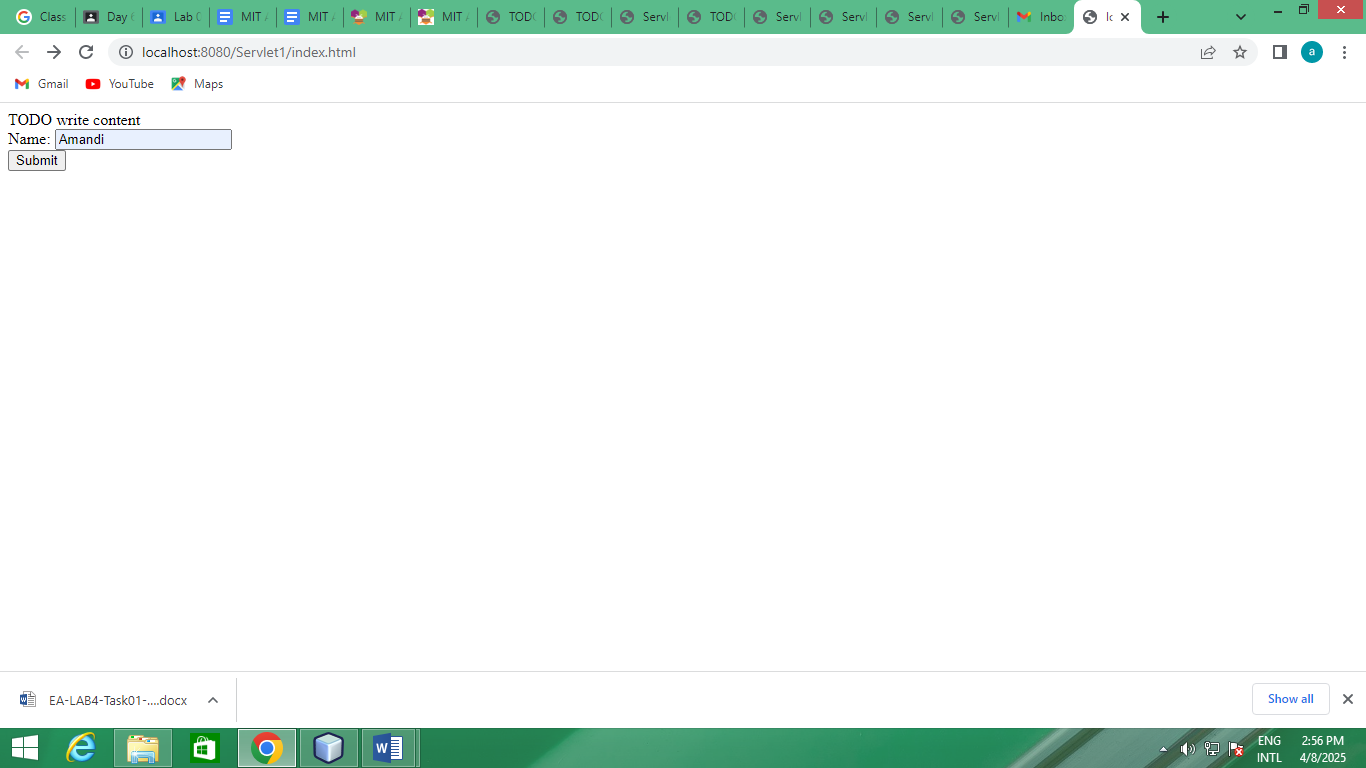 Class
Day
Lab
MIT
MIT
MIT
MIT
TODO
TODO
Servl
TODO
Servl
Servl
Servl
Servl
Inbo
localhost:8080/Servlet1/index.html
a
Gmail
YouTube
Maps
TODO write content
Name: Amandi
Submit
EA-LAB4-Task01-....docx
Show all
ENG 2:56 PM
INTL 4/8/2025